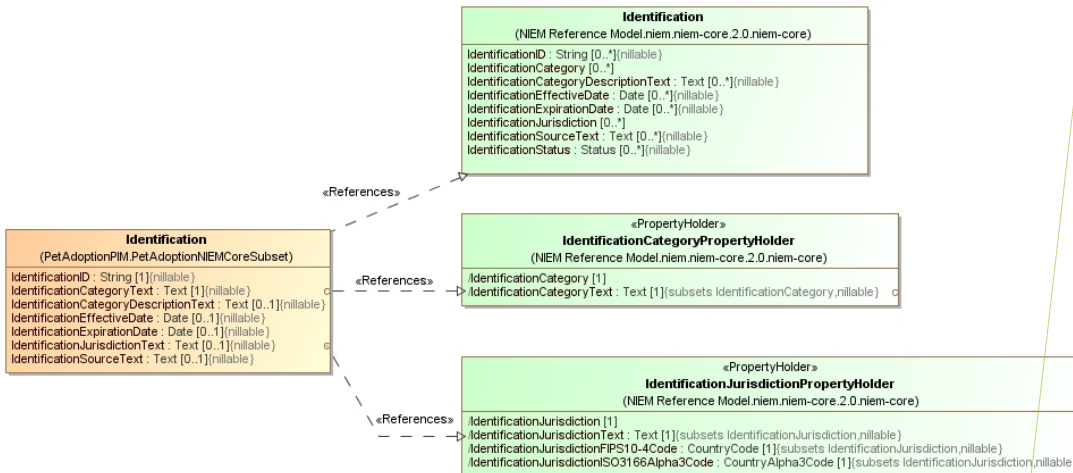 Identification
(NIEM Reference Model.niem.niem-core.2.0.niem-core)
IdentificationID : String [0..*]{nillable}
IdentificationCategory [0..*]
IdentificationCategoryDescriptionText : Text [0..*]{nillable}
IdentificationEffectiveDate : Date [0..*]{nillable}
IdentificationExpirationDate : Date [0..*]{nillable}
IdentificationJurisdiction [0..*]
IdentificationSourceText : Text [0..*]{nillable}
IdentificationStatus : Status [0..*]{nillable}
«References»
Identification
(PetAdoptionPIM.PetAdoptionNIEMCoreSubset)
IdentificationID : String [1]{nillable}
IdentificationCategoryText : Text [1]{nillable}
IdentificationCategoryDescriptionText : Text [0..1]{nillable}
IdentificationEffectiveDate : Date [0..1]{nillable}
IdentificationExpirationDate : Date [0..1]{nillable}
IdentificationJurisdictionText : Text [0..1]{nillable}
IdentificationSourceText : Text [0..1]{nillable}
«References»
«PropertyHolder»
IdentificationCategoryPropertyHolder
(NIEM Reference Model.niem.niem-core.2.0.niem-core)
/IdentificationCategory [1]
/IdentificationCategoryText : Text [1]{subsets IdentificationCategory,nillable}
«References»
«PropertyHolder»
IdentificationJurisdictionPropertyHolder
(NIEM Reference Model.niem.niem-core.2.0.niem-core)
/IdentificationJurisdiction [1]
/IdentificationJurisdictionText : Text [1]{subsets IdentificationJurisdiction,nillable}
/IdentificationJurisdictionFIPS10-4Code : CountryCode [1]{subsets IdentificationJurisdiction,nillable}
/IdentificationJurisdictionISO3166Alpha3Code : CountryAlpha3Code [1]{subsets IdentificationJurisdiction,nillable